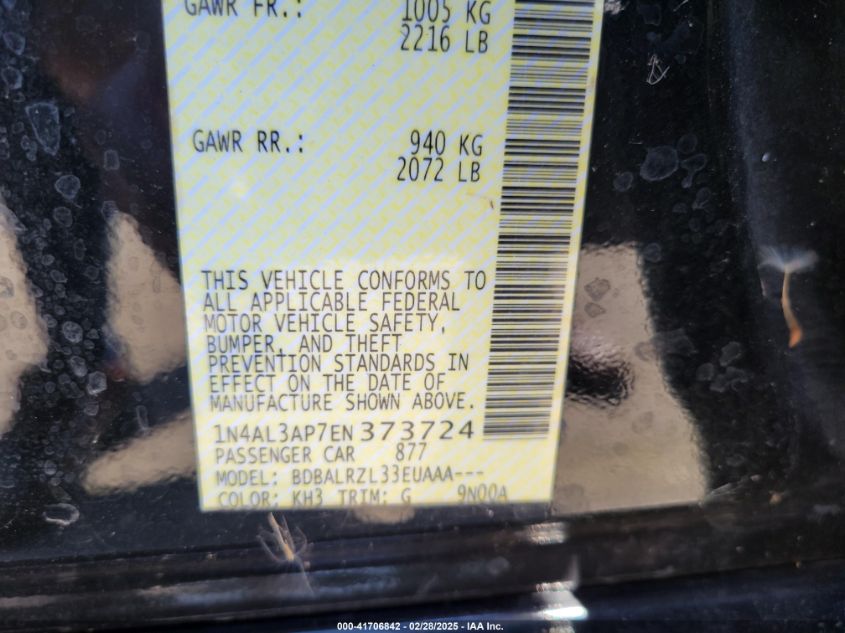 GAWR FR.: 1005 KG
2216 LB
GAWR RR.: 940 KG
2072 LB
THIS VEHICLE CONFORMS TO
ALL APPLICABLE FEDERAL
MOTOR VEHICLE SAFETY,
BUMPER, AND THEFT
PREVENTION STANDARDS IN
EFFECT ON THE DATE OF
MANUFACTURE SHOWN ABOVE.
1N4AL3AP7EN373724
PASSENGER CAR 877
MODEL: BDBALRZL33EUAAA---
COLOR: KH3 TRIM: G 9N00A
000-41706842 / 02/28/2025 - IAA Inc.